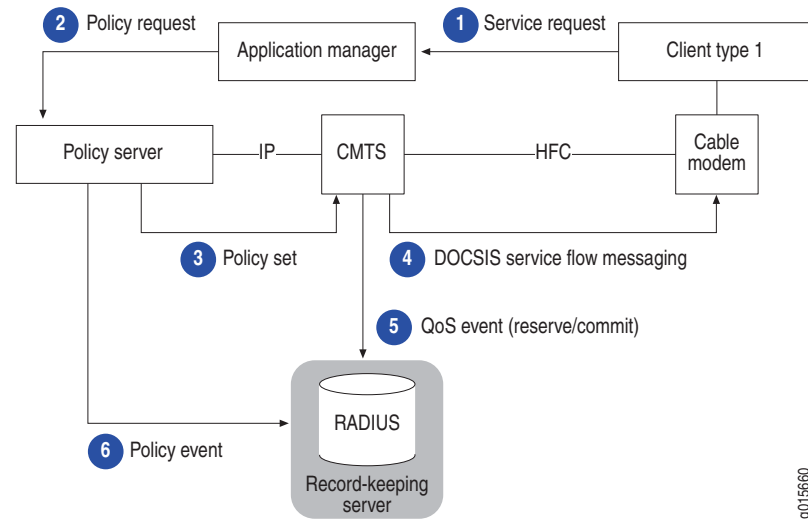 2 Policy request
1 Service request
Application manager
Client type 1
Policy server
IP
CMTS
HFC
Cable
modem
3 Policy set
4 DOCSIS service flow messaging
5 QoS event (reserve/commit)
RADIUS
6 Policy event
Record-keeping
server
g015660